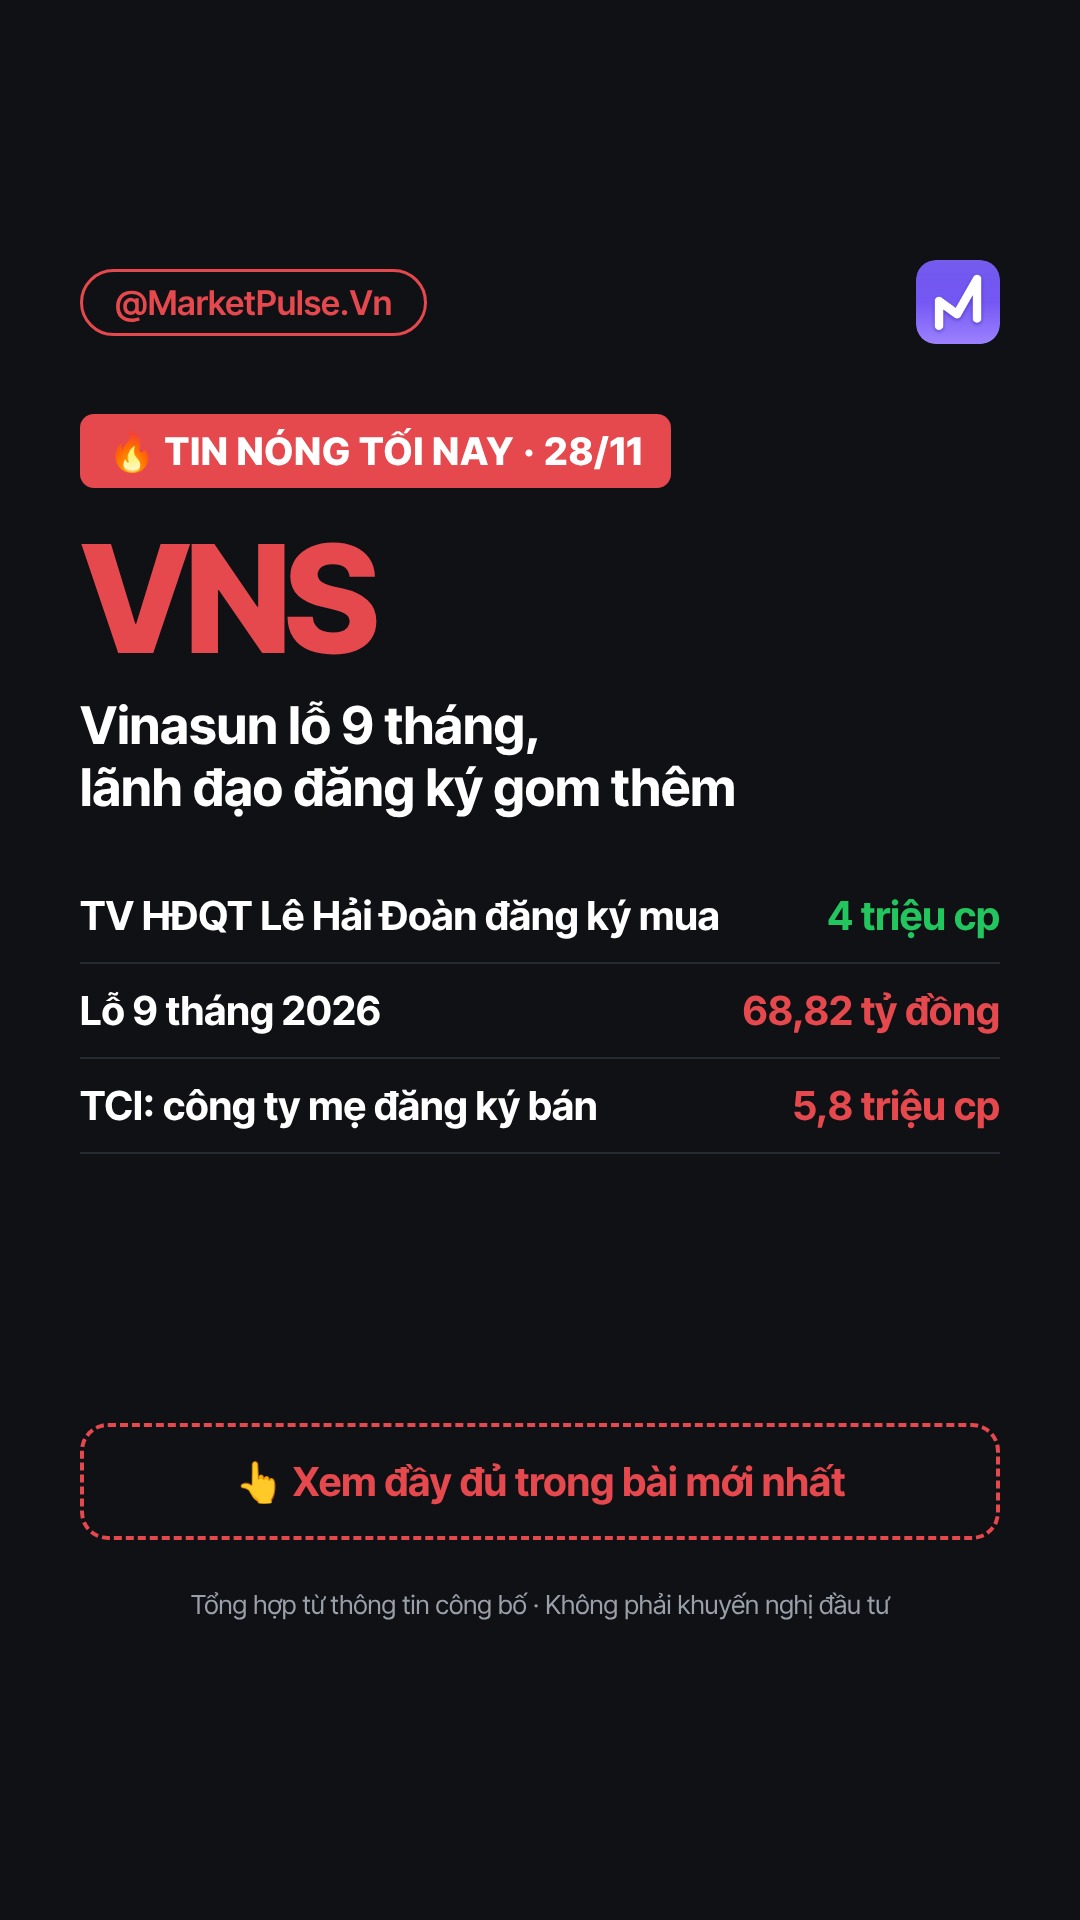 @MarketPulse.Vn
🔥 TIN NÓNG TỐI NAY · 28/11
VNS
Vinasun lỗ 9 tháng,
lãnh đạo đăng ký gom thêm
TV HĐQT Lê Hải Đoàn đăng ký mua 4 triệu cp
Lỗ 9 tháng 2026 68,82 tỷ đồng
TCI: công ty mẹ đăng ký bán 5,8 triệu cp
👆 Xem đầy đủ trong bài mới nhất
Tổng hợp từ thông tin công bố · Không phải khuyến nghị đầu tư